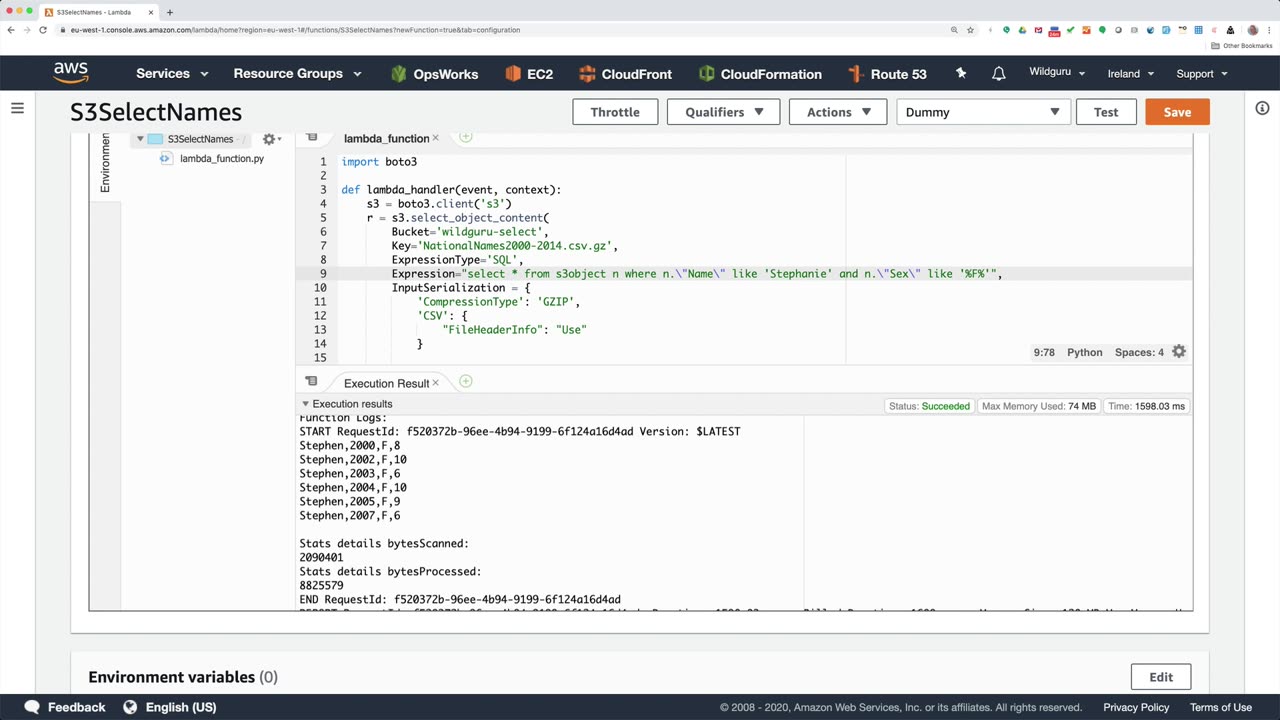 S3SelectNames - Lambda
eu-west-1.console.aws.amazon.com/lambda/home?region=eu-west-1#/functions/S3SelectNames?newFunction=true&tab=configuration
Other Bookmarks
aws
Services
Resource Groups
OpsWorks
EC2
CloudFront
CloudFormation
Route 53
Wildguru
Ireland
Support
S3SelectNames
Throttle
Qualifiers
Actions
Dummy
Test
Save
Environment
S3SelectNames
lambda_function.py
lambda_function
1 import boto3
2
3 def lambda_handler(event, context):
4 s3 = boto3.client('s3')
5 r = s3.select_object_content(
6 Bucket='wildguru-select',
7 Key='NationalNames2000-2014.csv.gz',
8 ExpressionType='SQL',
9 Expression="select * from s3object n where n.\"Name\" like 'Stephanie' and n.\"Sex\" like '%F%'",
10 InputSerialization = {
11 'CompressionType': 'GZIP',
12 'CSV': {
13 "FileHeaderInfo": "Use"
14 }
15
9:78 Python Spaces: 4
Execution Result
Execution results
Status: Succeeded
Max Memory Used: 74 MB
Time: 1598.03 ms
Function Logs:
START RequestId: f520372b-96ee-4b94-9199-6f124a16d4ad Version: $LATEST
Stephen,2000,F,8
Stephen,2002,F,10
Stephen,2003,F,6
Stephen,2004,F,10
Stephen,2005,F,9
Stephen,2007,F,6
Stats details bytesScanned:
2090401
Stats details bytesProcessed:
8825579
END RequestId: f520372b-96ee-4b94-9199-6f124a16d4ad
Environment variables (0)
Edit
Feedback
English (US)
© 2008 - 2020, Amazon Web Services, Inc. or its affiliates. All rights reserved.
Privacy Policy
Terms of Use